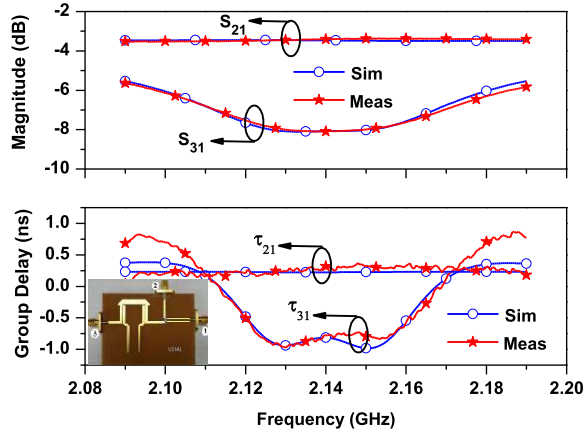 Magnitude (dB)
-2
-4
-6
-8
-10
S21
S31
Sim
Meas
Group Delay (ns)
1.0
0.5
0.0
-0.5
-1.0
τ21
τ31
Sim
Meas
2
3
1
2.08
2.10
2.12
2.14
2.16
2.18
2.20
Frequency (GHz)